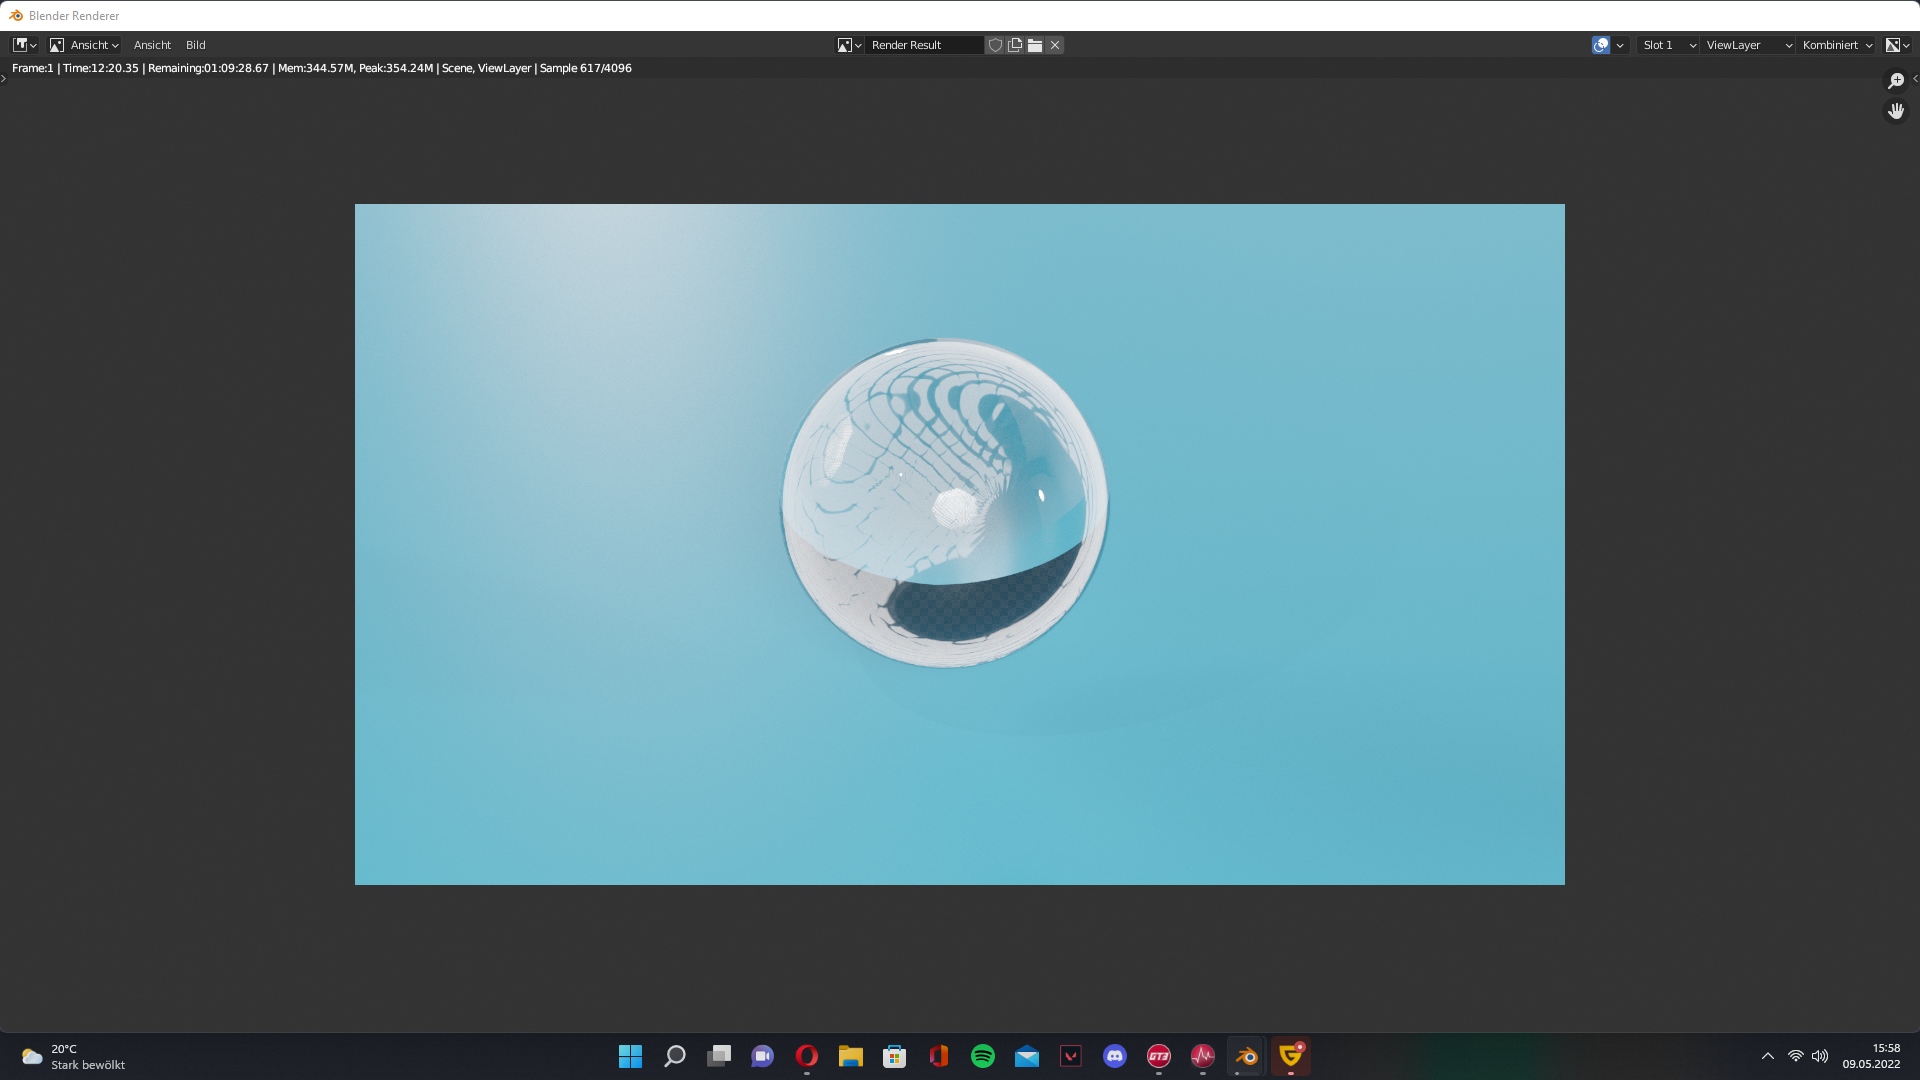 Blender Renderer
Ansicht Ansicht Bild Render Result Slot 1 ViewLayer Kombiniert
Frame:1 | Time:12:20.35 | Remaining:01:09:28.67 | Mem:344.57M, Peak:354.24M | Scene, ViewLayer | Sample 617/4096
20°C
Stark bewölkt
GT3
15:58
09.05.2022